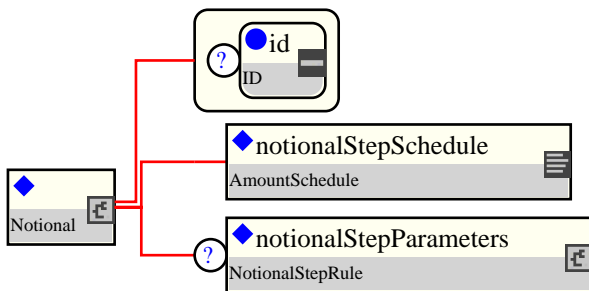 ? id
ID
notionalStepSchedule
AmountSchedule
Notional
? notionalStepParameters
NotionalStepRule